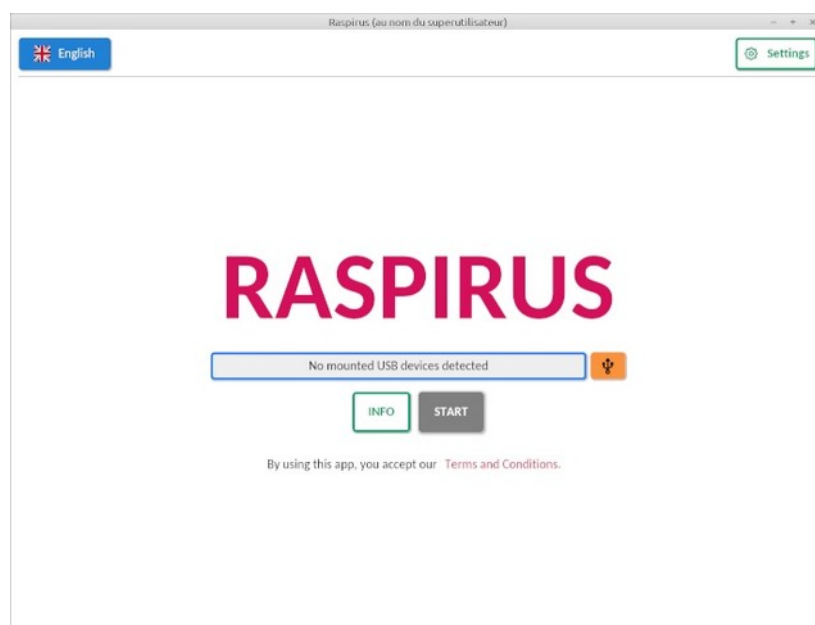 Raspirus (au nom du superutilisateur)
English
Settings
RASPIRUS
No mounted USB devices detected
INFO
START
By using this app, you accept our Terms and Conditions.